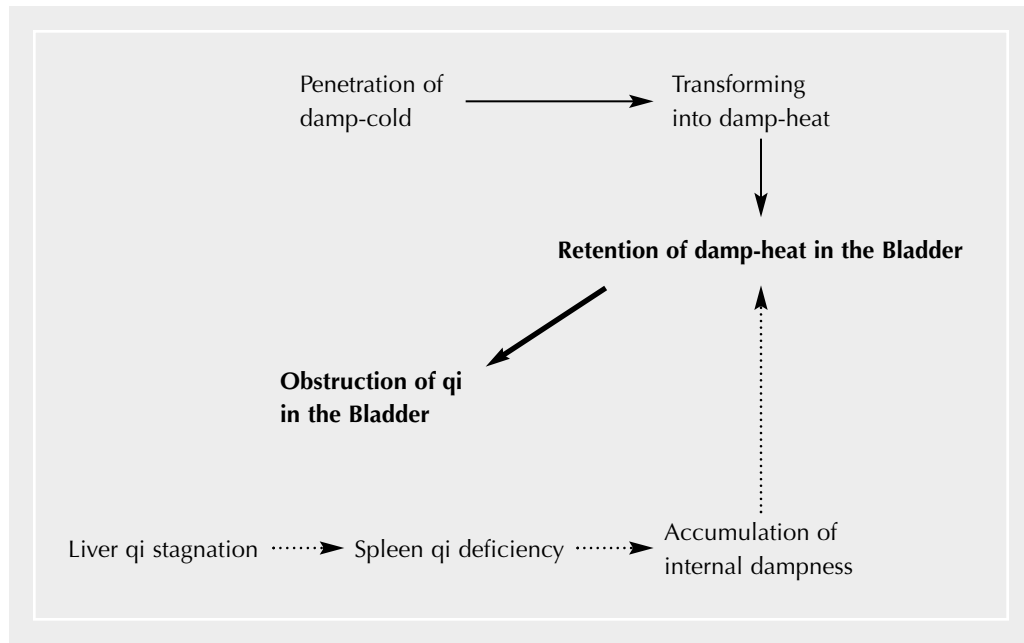 Penetration of
damp-cold
Transforming
into damp-heat
Retention of damp-heat in the Bladder
Obstruction of qi
in the Bladder
Liver qi stagnation
Spleen qi deficiency
Accumulation of
internal dampness